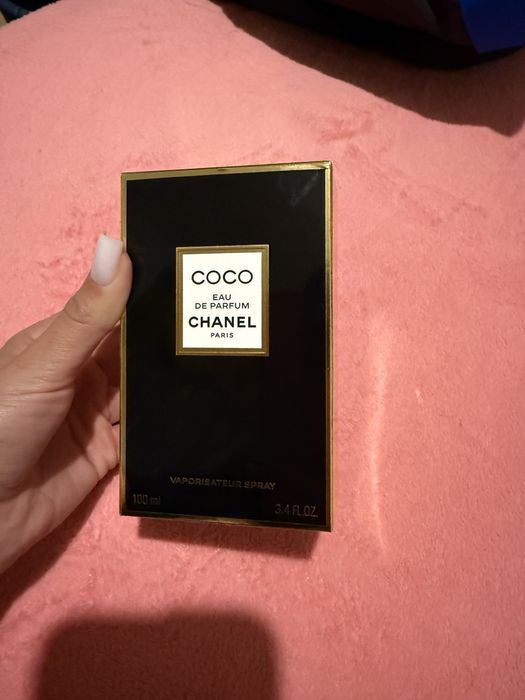 COCO
EAU
DE PARFUM
CHANEL
PARIS
VAPORISATEUR SPRAY
100 ml
3.4 FL.OZ.